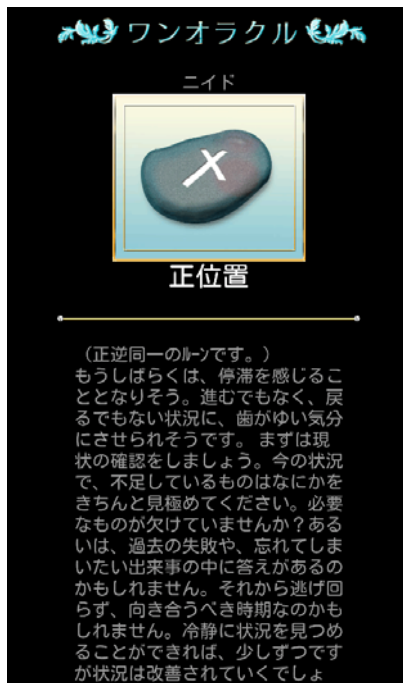 ワンオラクル
ニイド
正位置
(正逆同一のルーンです。)
もうしばらくは、停滞を感じるこ
ととなりそう。進むでもなく、戻
るでもない状況に、歯がゆい気分
にさせられそうです。 まずは現
状の確認をしましょう。今の状況
で、不足しているものはなにかを
きちんと見極めてください。必要
なものが欠けていませんか?ある
いは、過去の失敗や、忘れてしま
いたい出来事の中に答えがあるの
かもしれません。それから逃げ回
らず、向き合うべき時期なのかも
しれません。冷静に状況を見つめ
ることができれば、少しずつです
が状況は改善されていくでしょ